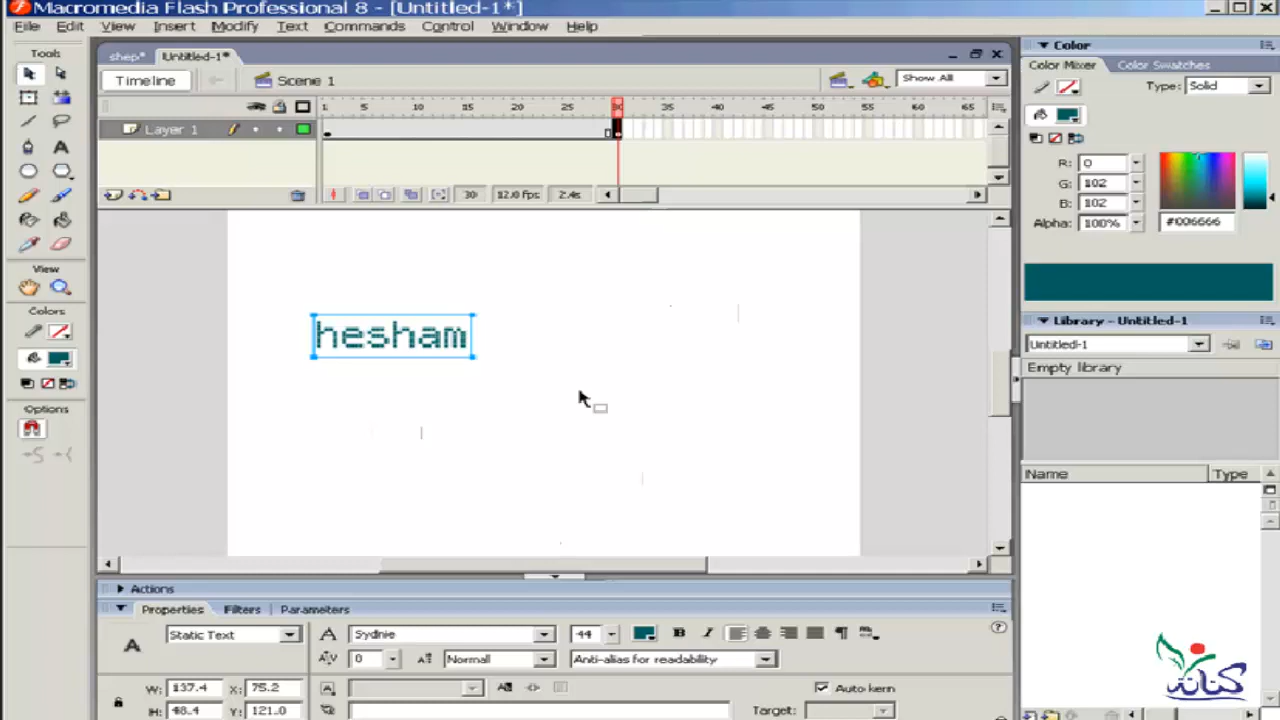 Macromedia Flash Professional 8 - [Untitled-1*]
File Edit View Insert Modify Text Commands Control Window Help
Tools
shep* Untitled-1*
Timeline Scene 1 Show All
1 5 10 15 20 25 30 35 40 45 50 55 60 65
Layer 1
30 12.0 fps 2.4s
View
Colors
Options
hesham
Color
Color Mixer Color Swatches
Type: Solid
R: 0
G: 102
B: 102
Alpha: 100% #006666
Library - Untitled-1
Untitled-1
Empty library
Name Type
Actions
Properties Filters Parameters
A Static Text A Sydnie 44 B I
A/V 0 Normal Anti-alias for readability
W: 137.4 X: 75.2 Auto kern
H: 48.4 Y: 121.0 Target:
كنانة